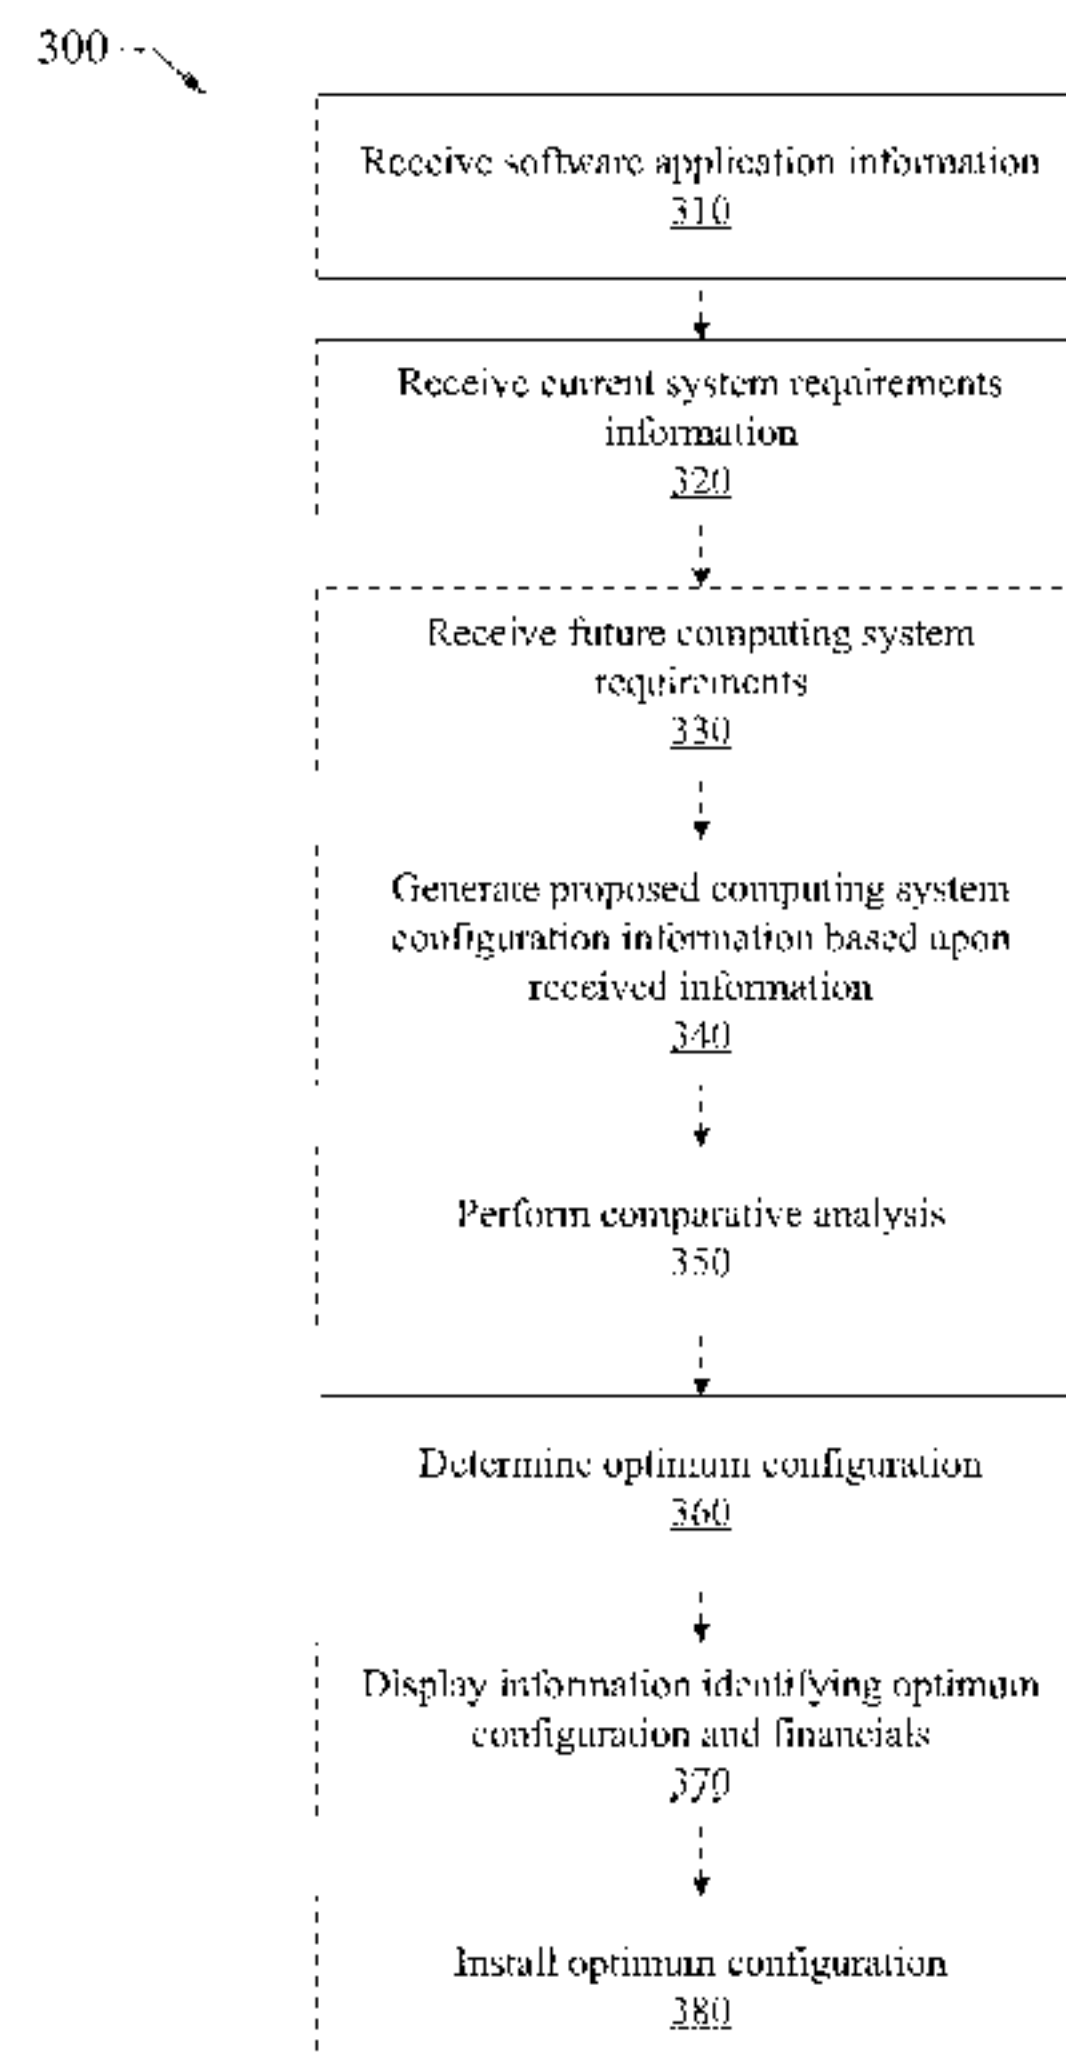 300
Receive software application information
310
Receive current system requirements
information
320
Receive future computing system
requirements
330
Generate proposed computing system
configuration information based upon
received information
340
Perform comparative analysis
350
Determine optimum configuration
360
Display information identifying optimum
configuration and financials
370
Install optimum configuration
380